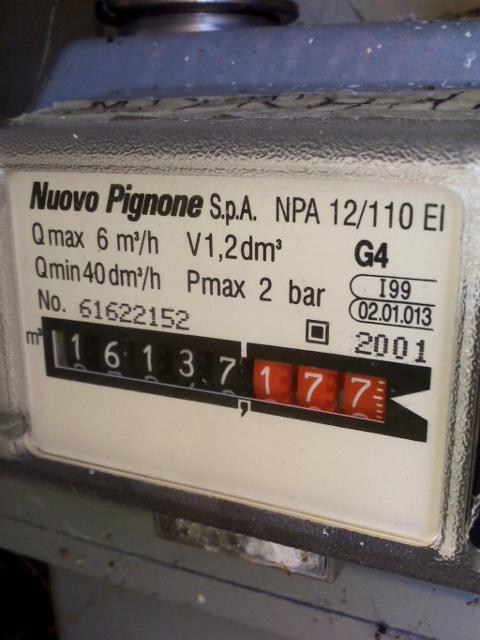 Nuovo Pignone S.p.A. NPA 12/110 El
Qmax 6 m³/h V1,2dm³ G4
Qmin 40 dm³/h Pmax 2 bar I99
02.01.013
No. 61622152 2001
m³ 16137,177